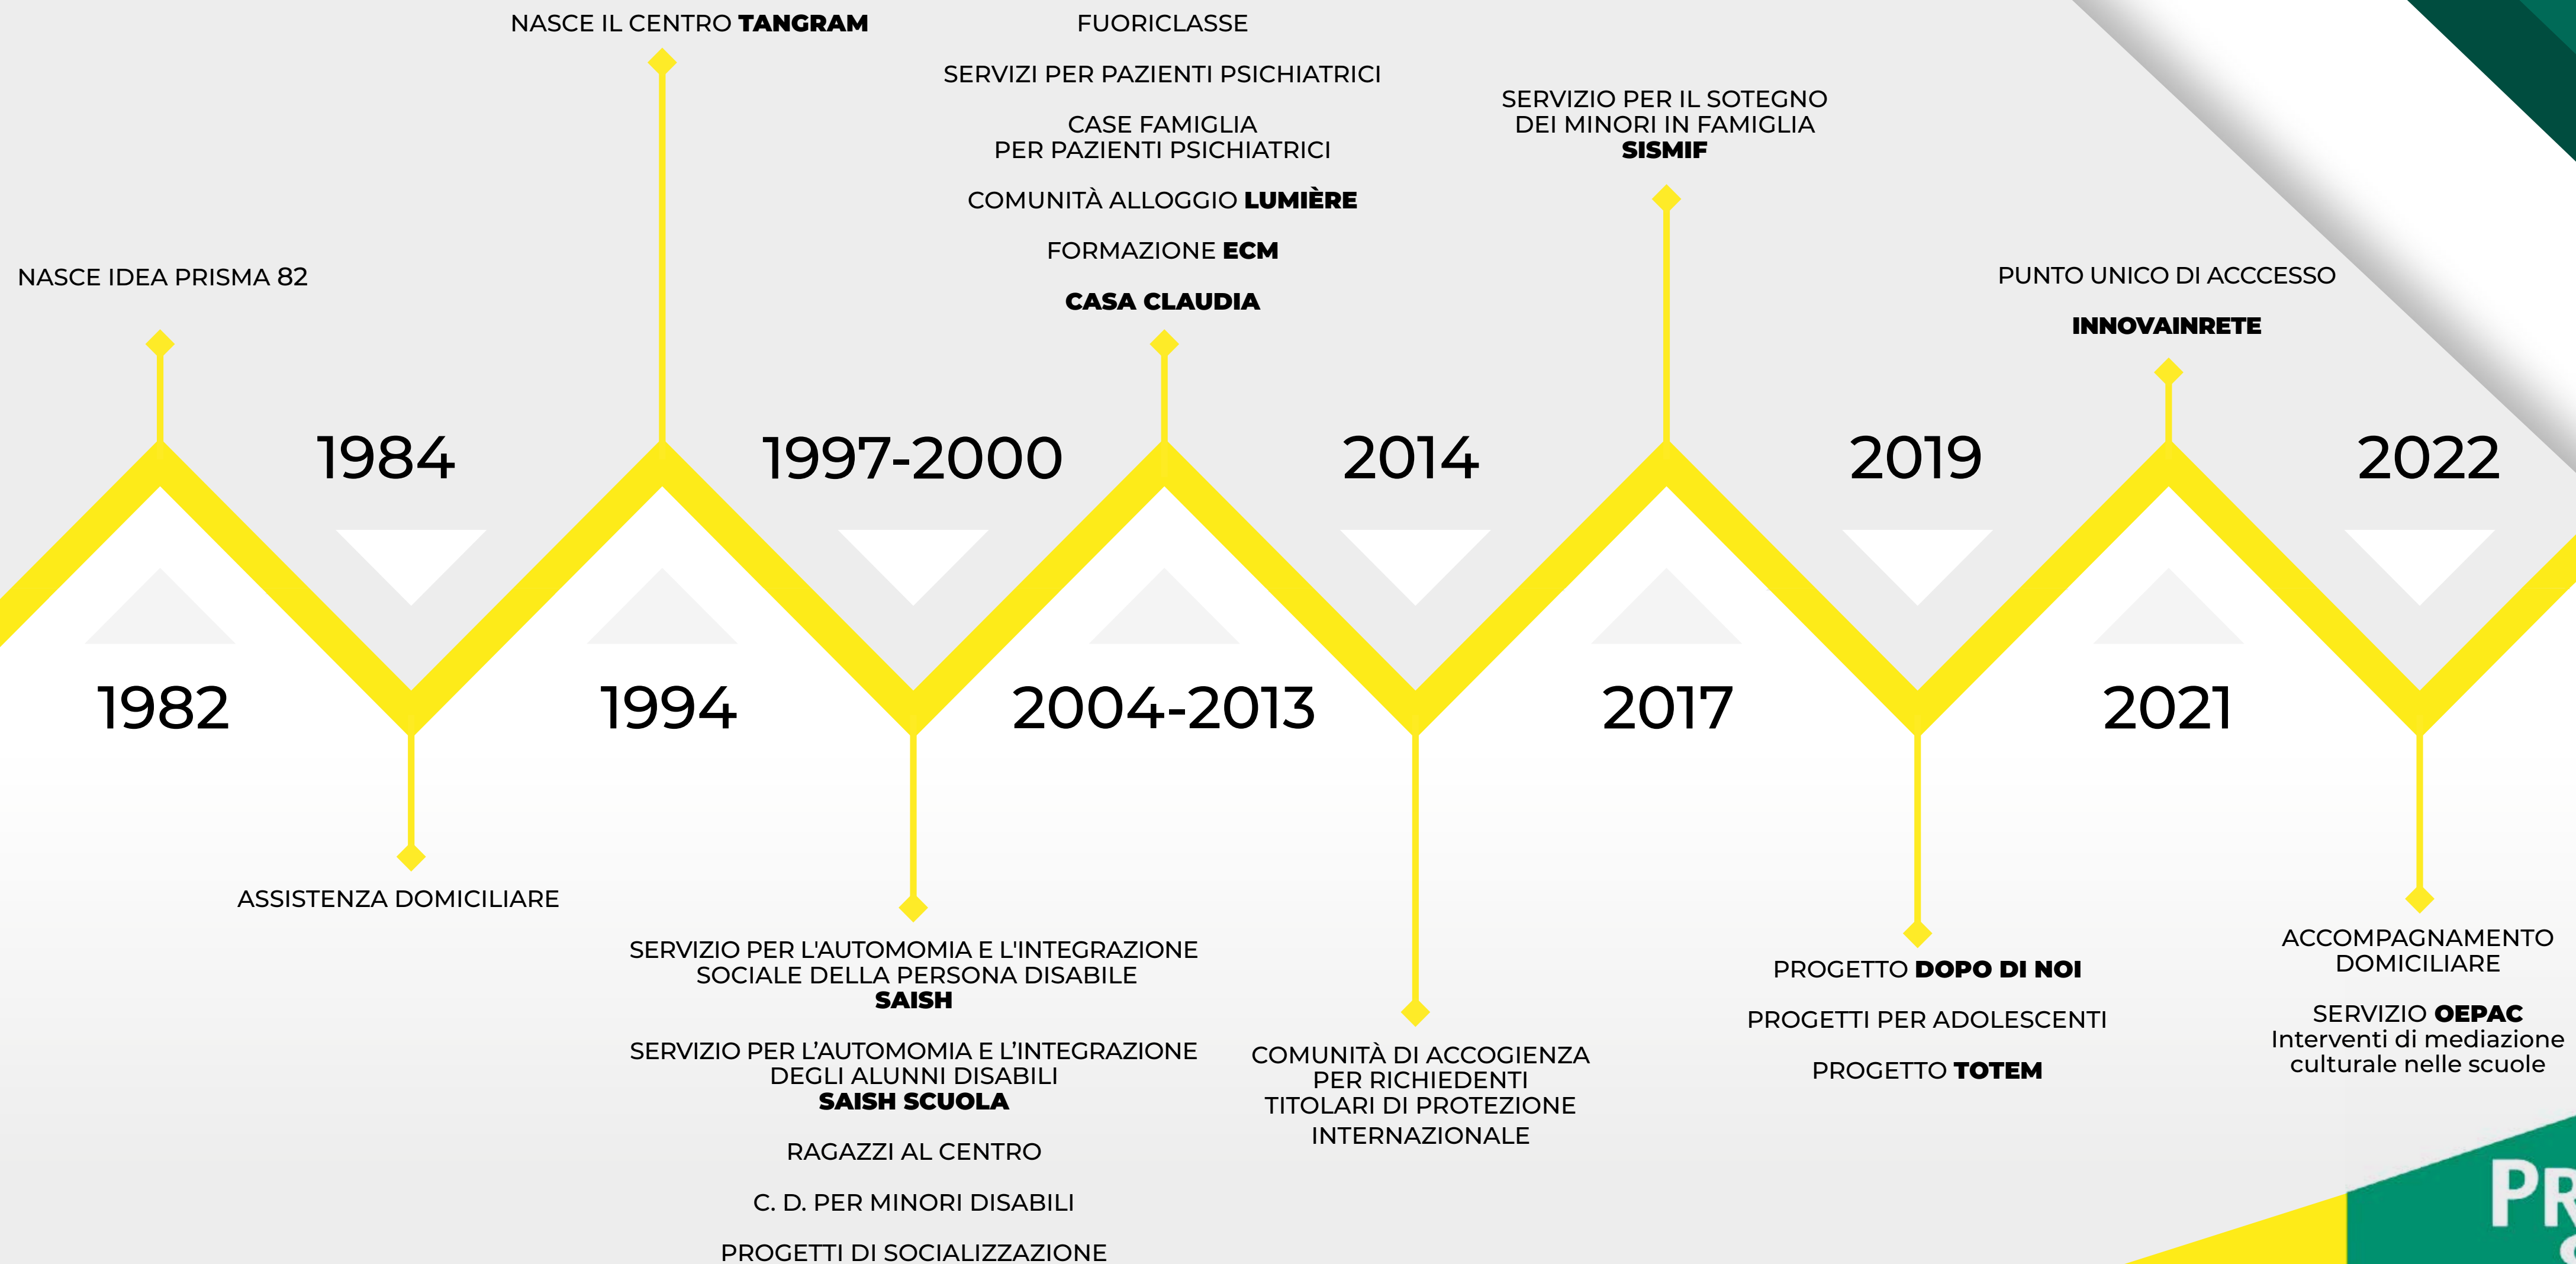 NASCE IDEA PRISMA 82
1982
1984
ASSISTENZA DOMICILIARE
NASCE IL CENTRO TANGRAM
1994
1997-2000
SERVIZIO PER L'AUTOMOMIA E L'INTEGRAZIONE
SOCIALE DELLA PERSONA DISABILE
SAISH
SERVIZIO PER L’AUTOMOMIA E L’INTEGRAZIONE
DEGLI ALUNNI DISABILI
SAISH SCUOLA
RAGAZZI AL CENTRO
C. D. PER MINORI DISABILI
PROGETTI DI SOCIALIZZAZIONE
FUORICLASSE
SERVIZI PER PAZIENTI PSICHIATRICI
CASE FAMIGLIA
PER PAZIENTI PSICHIATRICI
COMUNITÀ ALLOGGIO LUMIÈRE
FORMAZIONE ECM
CASA CLAUDIA
2004-2013
2014
COMUNITÀ DI ACCOGIENZA
PER RICHIEDENTI
TITOLARI DI PROTEZIONE
INTERNAZIONALE
SERVIZIO PER IL SOTEGNO
DEI MINORI IN FAMIGLIA
SISMIF
2017
2019
PROGETTO DOPO DI NOI
PROGETTI PER ADOLESCENTI
PROGETTO TOTEM
PUNTO UNICO DI ACCCESSO
INNOVAINRETE
2021
2022
ACCOMPAGNAMENTO
DOMICILIARE
SERVIZIO OEPAC
Interventi di mediazione
culturale nelle scuole